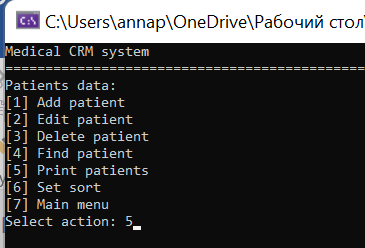 C:\Users\annap\OneDrive\Рабочий стол\
Medical CRM system
==================================================
Patients data:
[1] Add patient
[2] Edit patient
[3] Delete patient
[4] Find patient
[5] Print patients
[6] Set sort
[7] Main menu
Select action: 5